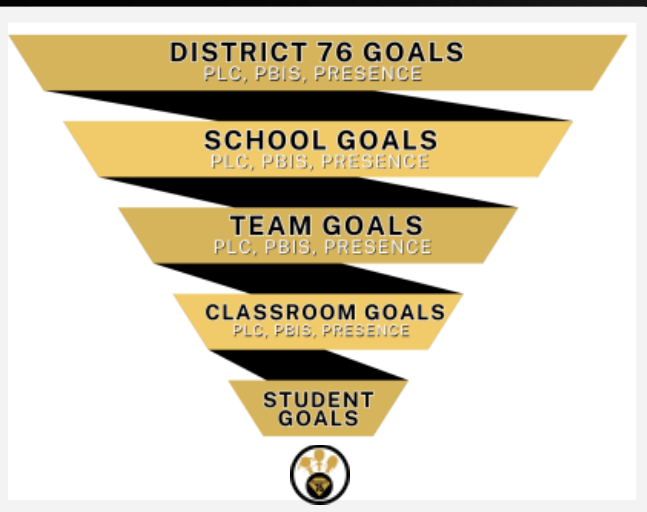 DISTRICT 76 GOALS
PLC, PBIS, PRESENCE
SCHOOL GOALS
PLC, PBIS, PRESENCE
TEAM GOALS
PLC, PBIS, PRESENCE
CLASSROOM GOALS
PLC, PBIS, PRESENCE
STUDENT
GOALS